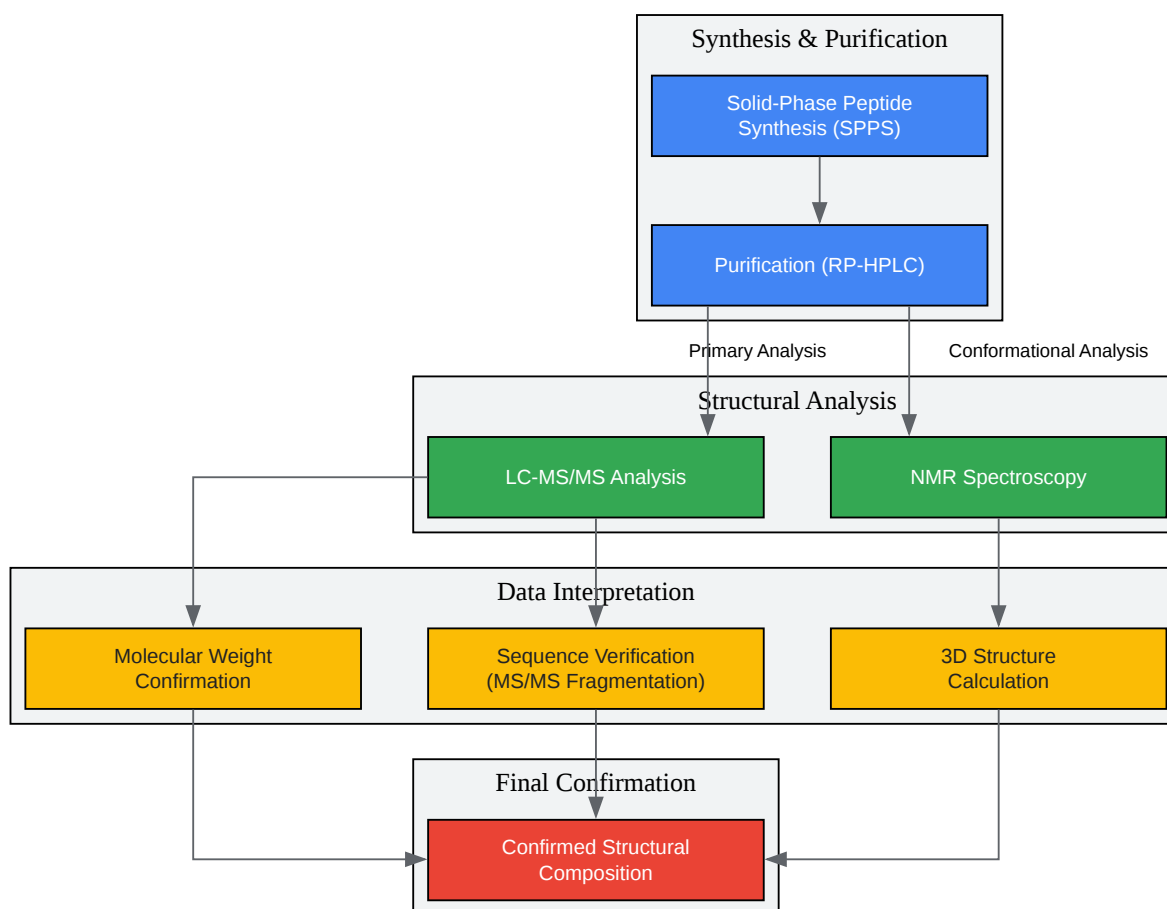 Synthesis & Purification
Solid-Phase Peptide
Synthesis (SPPS)
Purification (RP-HPLC)
Primary Analysis
Conformational Analysis
Structural Analysis
LC-MS/MS Analysis
NMR Spectroscopy
Data Interpretation
Molecular Weight
Confirmation
Sequence Verification
(MS/MS Fragmentation)
3D Structure
Calculation
Final Confirmation
Confirmed Structural
Composition